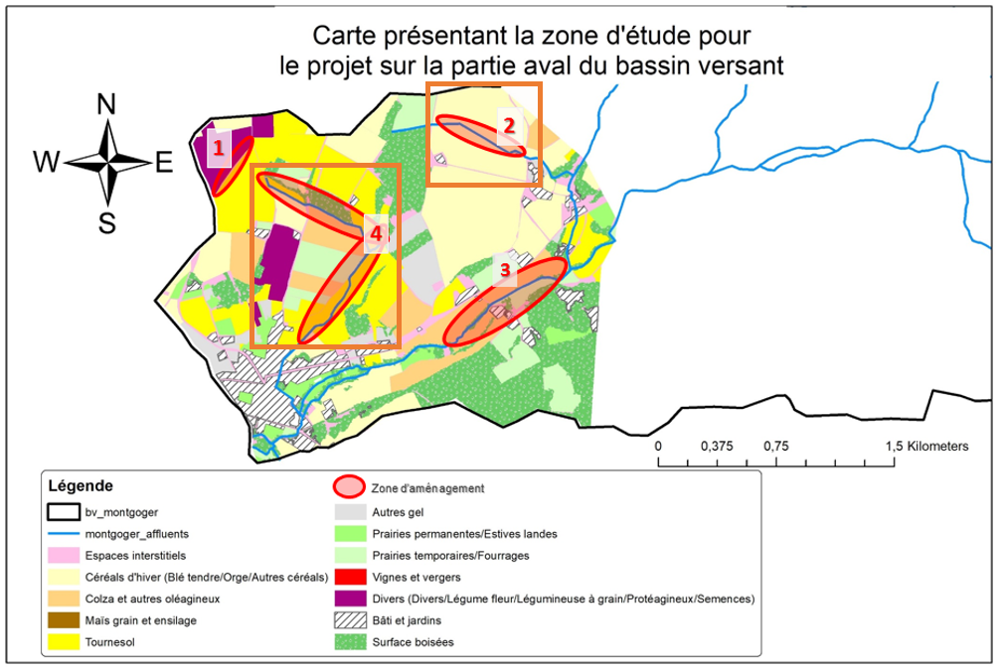 Carte présentant la zone d'étude pour
le projet sur la partie aval du bassin versant
N
W
E
S
1
2
3
4
0
0,375
0,75
1,5 Kilometers
Légende
bv_montgoger
montgoger_affluents
Espaces interstitiels
Céréals d'hiver (Blé tendre/Orge/Autres céréals)
Colza et autres oléagineux
Maïs grain et ensilage
Tournesol
Zone d'aménagement
Autres gel
Prairies permanentes/Estives landes
Prairies temporaires/Fourrages
Vignes et vergers
Divers (Divers/Légume fleur/Légumineuse à grain/Protéagineux/Semences)
Bâti et jardins
Surface boisées